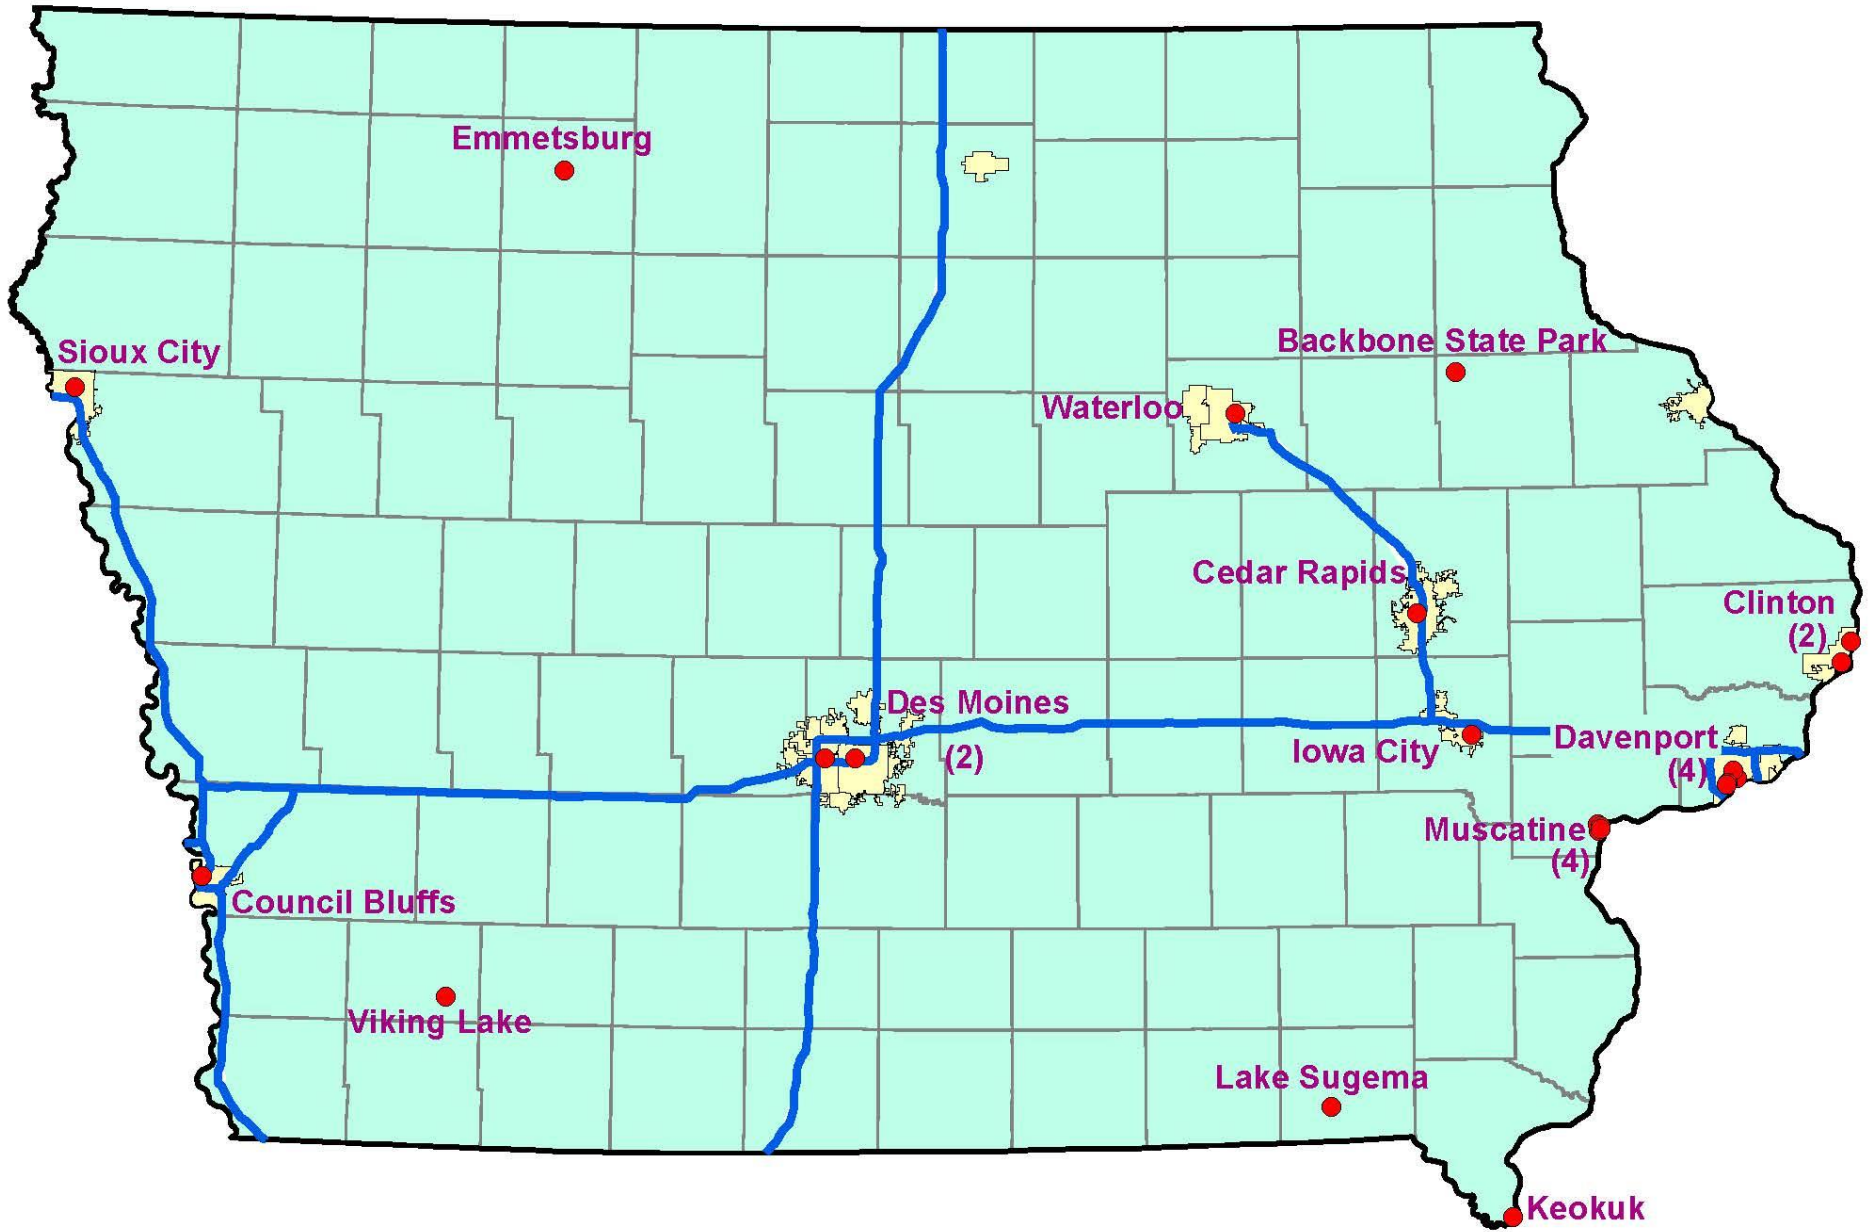 Emmetsburg
Sioux City
Backbone State Park
Waterloo
Cedar Rapids
Clinton
(2)
Des Moines
(2)
Iowa City
Davenport
(4)
Muscatine
(4)
Council Bluffs
Viking Lake
Lake Sugema
Keokuk